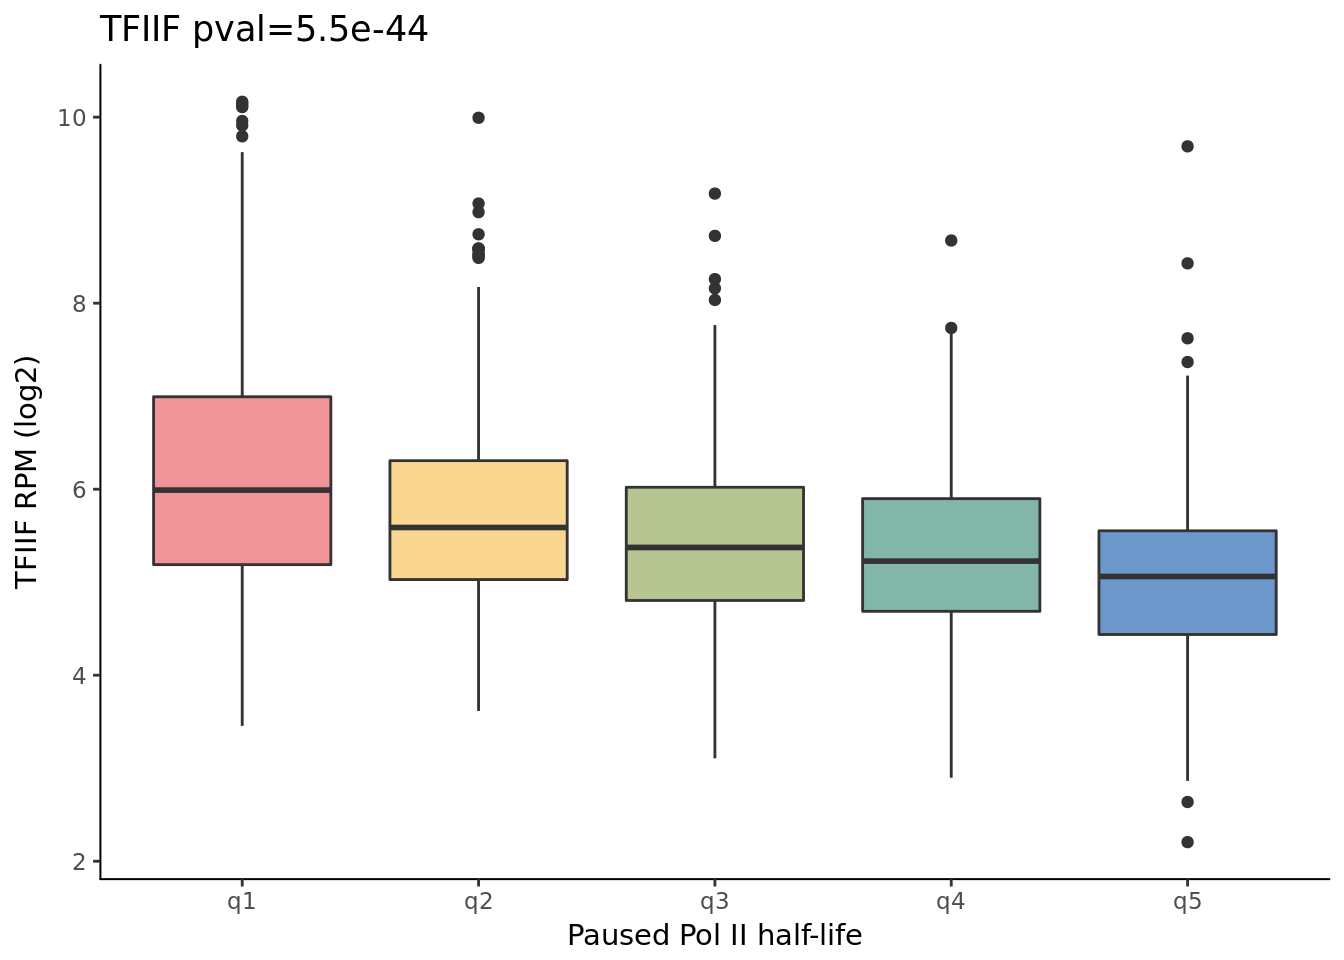 TFIIF pval=5.5e-44
TFIIF RPM (log2)
10
8
6
4
2
q1 q2 q3 q4 q5
Paused Pol II half-life